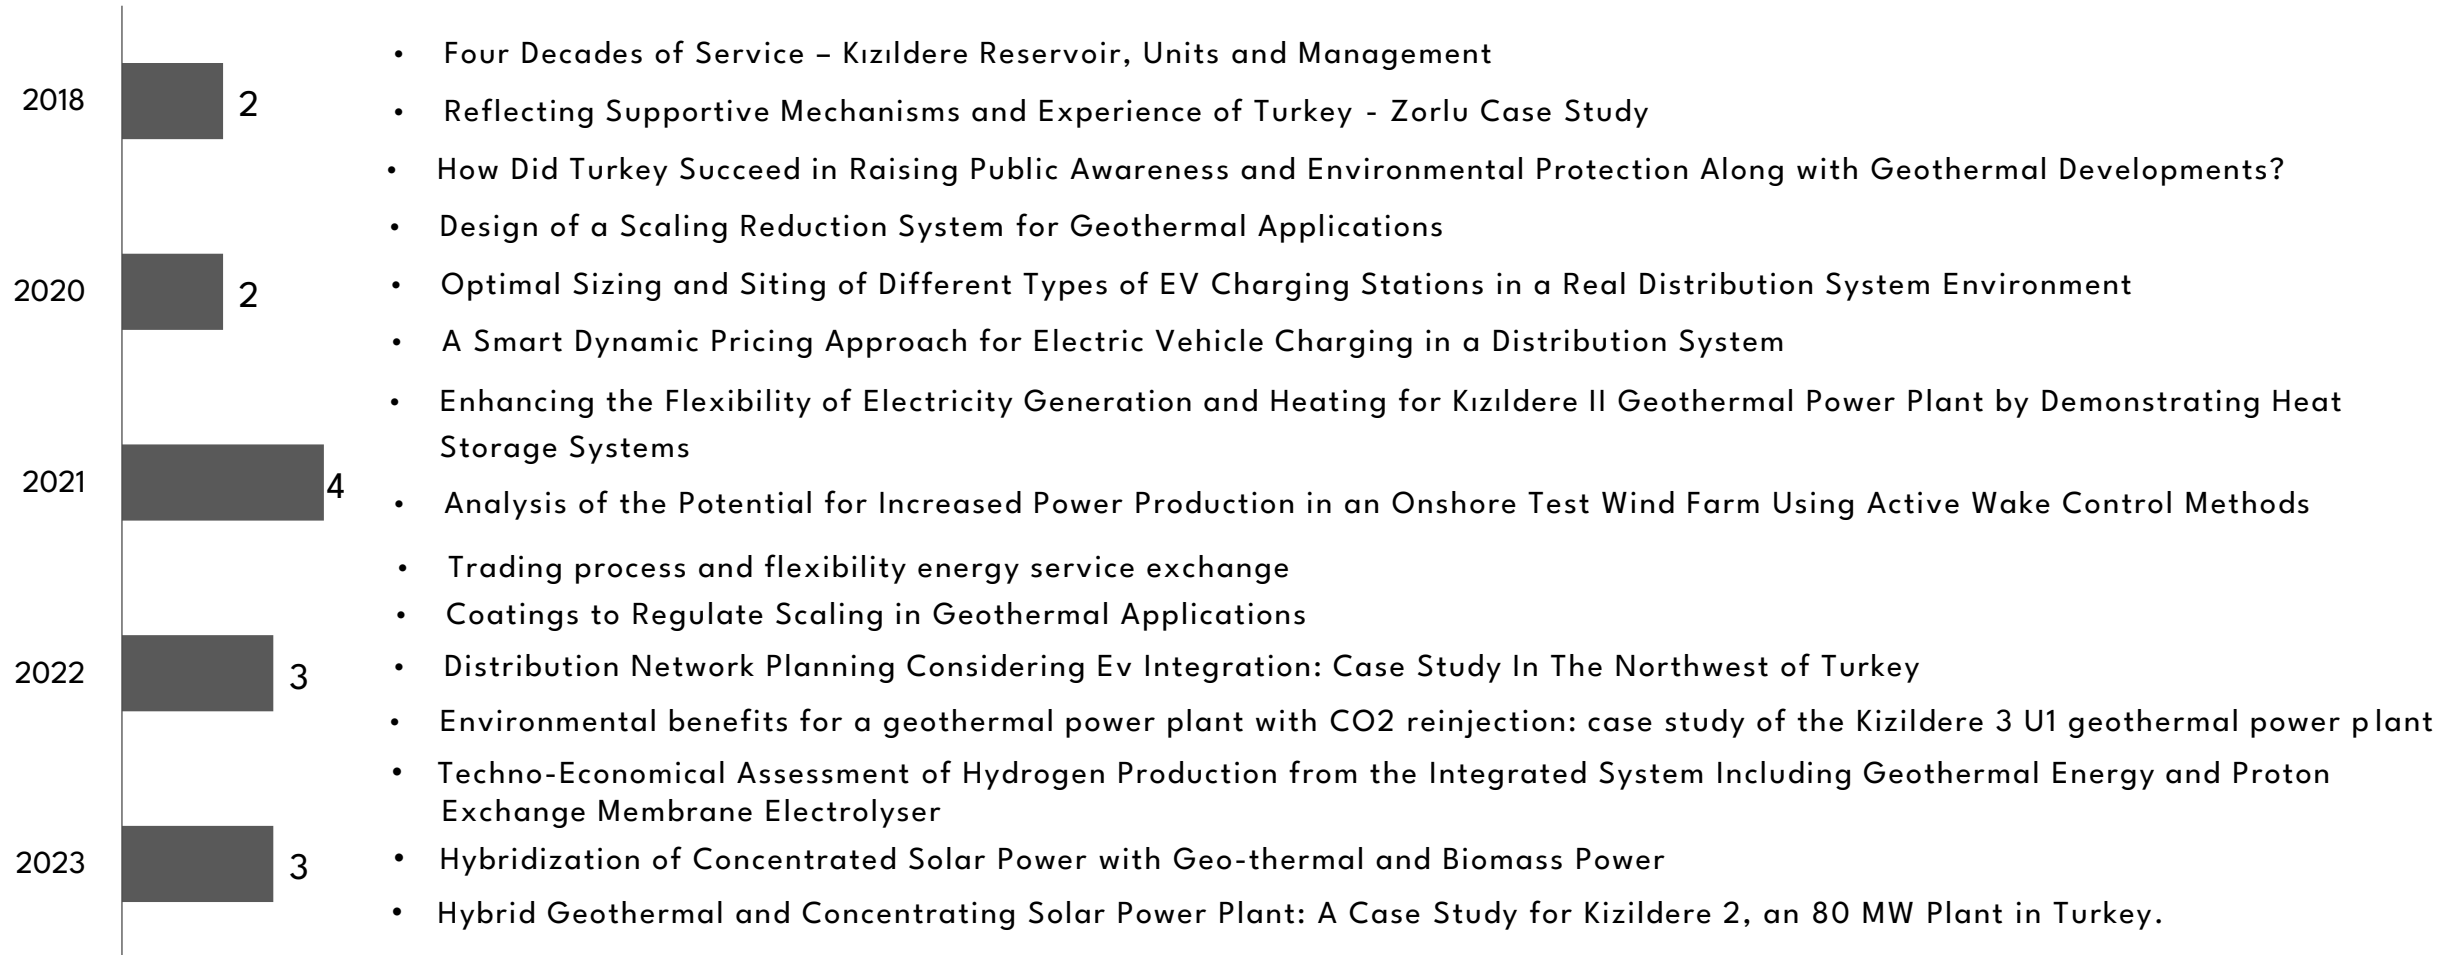 2018
2
2020
2
2021
4
2022
3
2023
3
• Four Decades of Service – Kızıldere Reservoir, Units and Management
• Reflecting Supportive Mechanisms and Experience of Turkey - Zorlu Case Study
• How Did Turkey Succeed in Raising Public Awareness and Environmental Protection Along with Geothermal Developments?
• Design of a Scaling Reduction System for Geothermal Applications
• Optimal Sizing and Siting of Different Types of EV Charging Stations in a Real Distribution System Environment
• A Smart Dynamic Pricing Approach for Electric Vehicle Charging in a Distribution System
• Enhancing the Flexibility of Electricity Generation and Heating for Kızıldere II Geothermal Power Plant by Demonstrating Heat
Storage Systems
• Analysis of the Potential for Increased Power Production in an Onshore Test Wind Farm Using Active Wake Control Methods
• Trading process and flexibility energy service exchange
• Coatings to Regulate Scaling in Geothermal Applications
• Distribution Network Planning Considering Ev Integration: Case Study In The Northwest of Turkey
• Environmental benefits for a geothermal power plant with CO2 reinjection: case study of the Kizildere 3 U1 geothermal power plant
• Techno-Economical Assessment of Hydrogen Production from the Integrated System Including Geothermal Energy and Proton
Exchange Membrane Electrolyser
• Hybridization of Concentrated Solar Power with Geo-thermal and Biomass Power
• Hybrid Geothermal and Concentrating Solar Power Plant: A Case Study for Kizildere 2, an 80 MW Plant in Turkey.